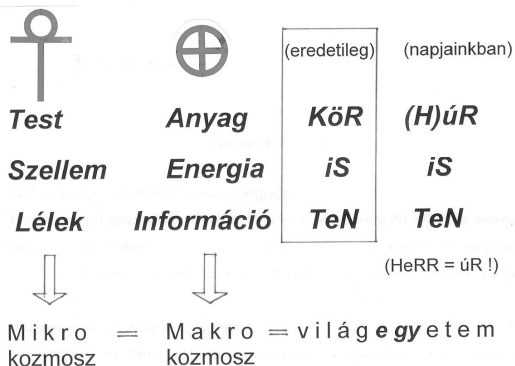 (eredetileg) (napjainkban)
Test Anyag KöR (H)úR
Szellem Energia iS iS
Lélek Információ TeN TeN
(HeRR = úR !)
Mikro = Makro = világegyetem
kozmosz kozmosz